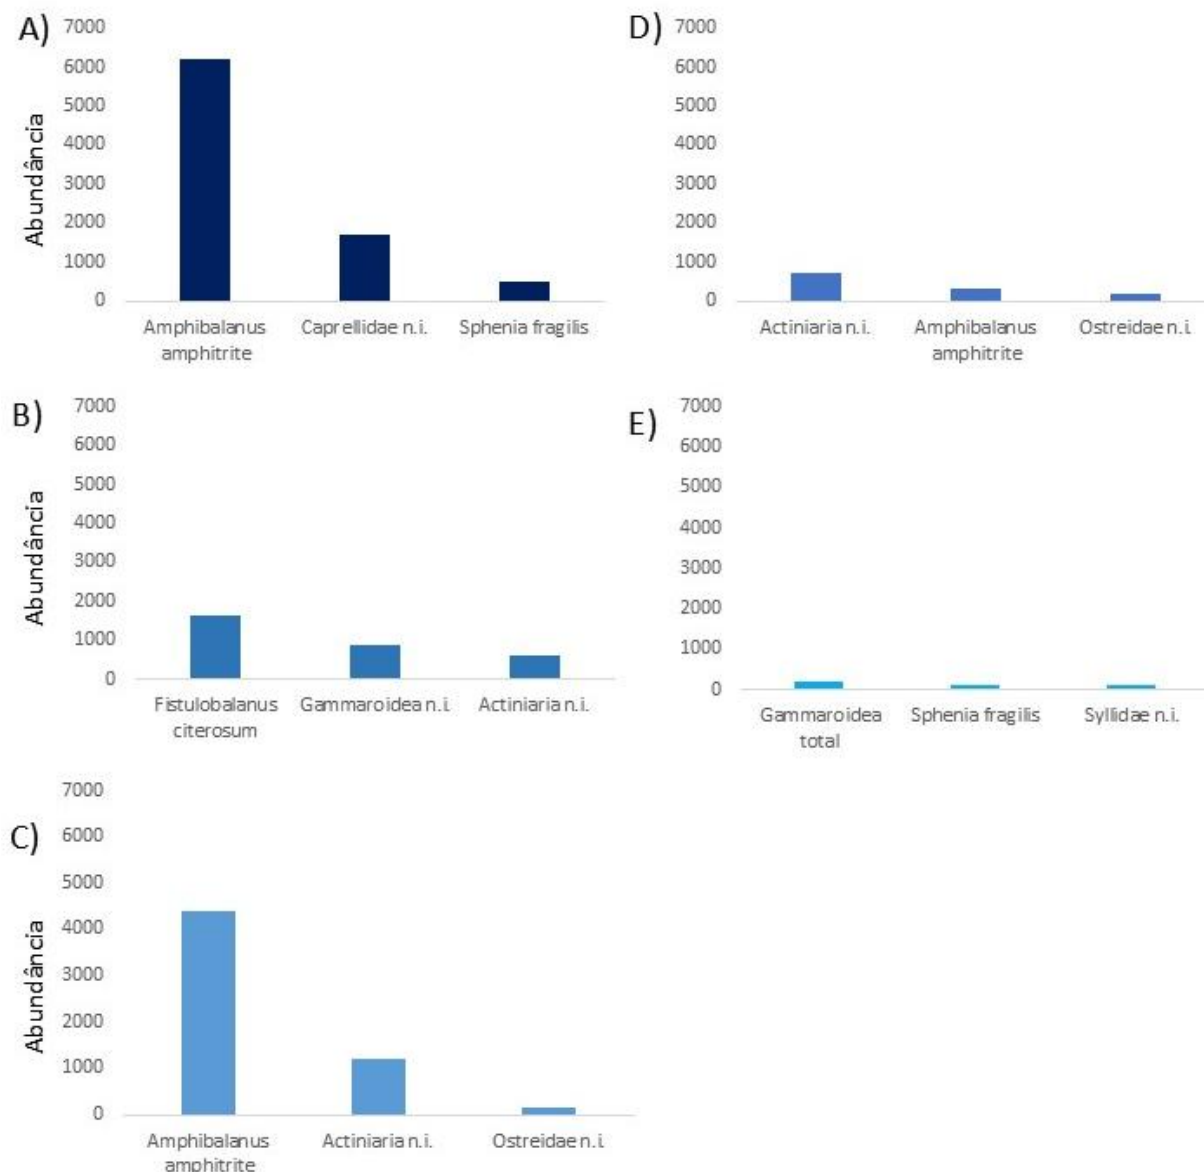 A)
Abundância
7000
6000
5000
4000
3000
2000
1000
0
Amphibalanus
amphitrite
Caprellidae n.i.
Sphenia fragilis
D)
7000
6000
5000
4000
3000
2000
1000
0
Actiniaria n.i.
Amphibalanus
amphitrite
Ostreidae n.i.
B)
Abundância
7000
6000
5000
4000
3000
2000
1000
0
Fistulobalanus
citerosum
Gammaroidea n.i.
Actiniaria n.i.
E)
7000
6000
5000
4000
3000
2000
1000
0
Gammaroidea
total
Sphenia fragilis
Syllidae n.i.
C)
Abundância
7000
6000
5000
4000
3000
2000
1000
0
Amphibalanus
amphitrite
Actiniaria n.i.
Ostreidae n.i.